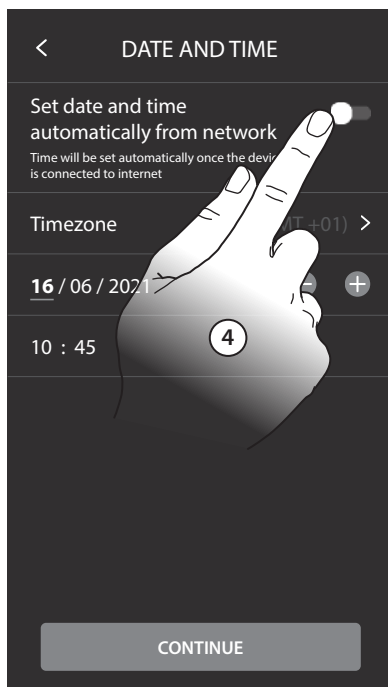 DATE AND TIME
Set date and time
automatically from network
Time will be set automatically once the
is connected to internet
Timezone +01) >
16 / 06 / 2021
10 : 45
4
CONTINUE